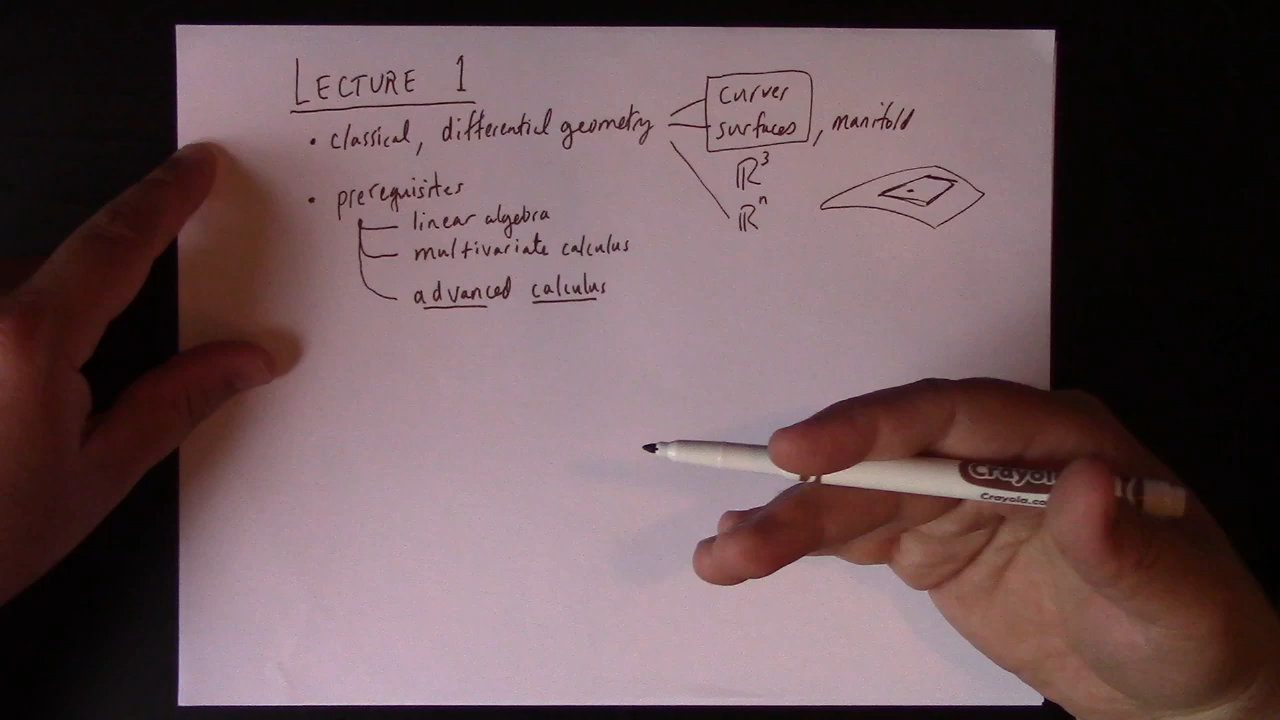 LECTURE 1
• classical, differential geometry
curves
surfaces, manifold
ℝ³
ℝⁿ
• prerequisites
linear algebra
multivariate calculus
advanced calculus
Crayola
Crayola.co